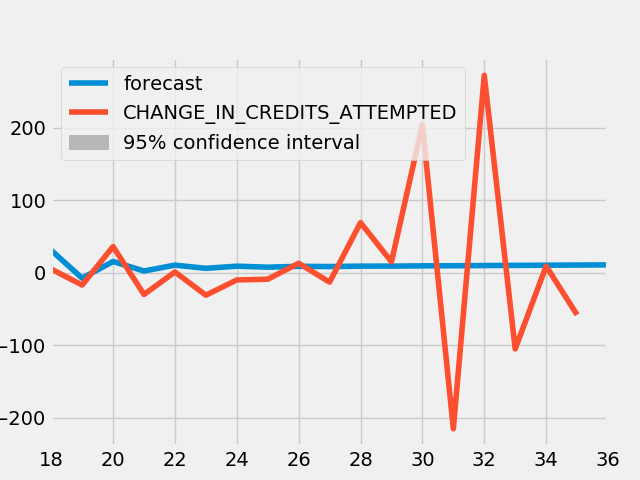 forecast
CHANGE_IN_CREDITS_ATTEMPTED
95% confidence interval
200
100
0
−100
−200
18 20 22 24 26 28 30 32 34 36